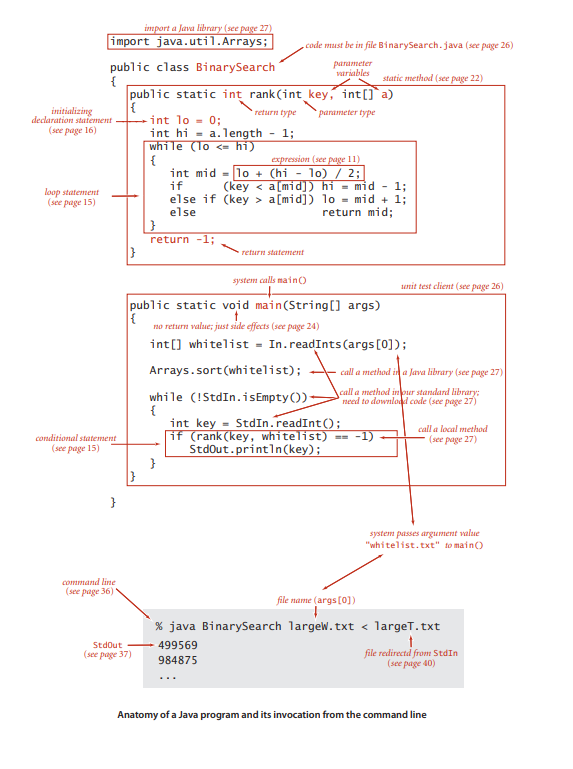 import a Java library (see page 27)
import java.util.Arrays;
code must be in file BinarySearch.java (see page 26)
public class BinarySearch
parameter
variables
{
static method (see page 22)
public static int rank(int key, int[] a)
{
return type
parameter type
initializing
declaration statement
(see page 16)
int lo = 0;
int hi = a.length - 1;
while (lo <= hi)
{
expression (see page 11)
int mid = lo + (hi - lo) / 2;
if (key < a[mid]) hi = mid - 1;
else if (key > a[mid]) lo = mid + 1;
else return mid;
}
loop statement
(see page 15)
return -1;
return statement
}
system calls main()
unit test client (see page 26)
public static void main(String[] args)
{
no return value; just side effects (see page 24)
int[] whitelist = In.readInts(args[0]);
Arrays.sort(whitelist);
call a method in a Java library (see page 27)
while (!StdIn.isEmpty())
call a method in our standard library;
need to download code (see page 27)
{
int key = StdIn.readInt();
if (rank(key, whitelist) == -1)
StdOut.println(key);
call a local method
(see page 27)
conditional statement
(see page 15)
}
}
}
system passes argument value
"whitelist.txt" to main()
command line
(see page 36)
file name (args[0])
% java BinarySearch largeW.txt < largeT.txt
StdOut
(see page 37)
499569
984875
...
file redirectd from StdIn
(see page 40)
Anatomy of a Java program and its invocation from the command line